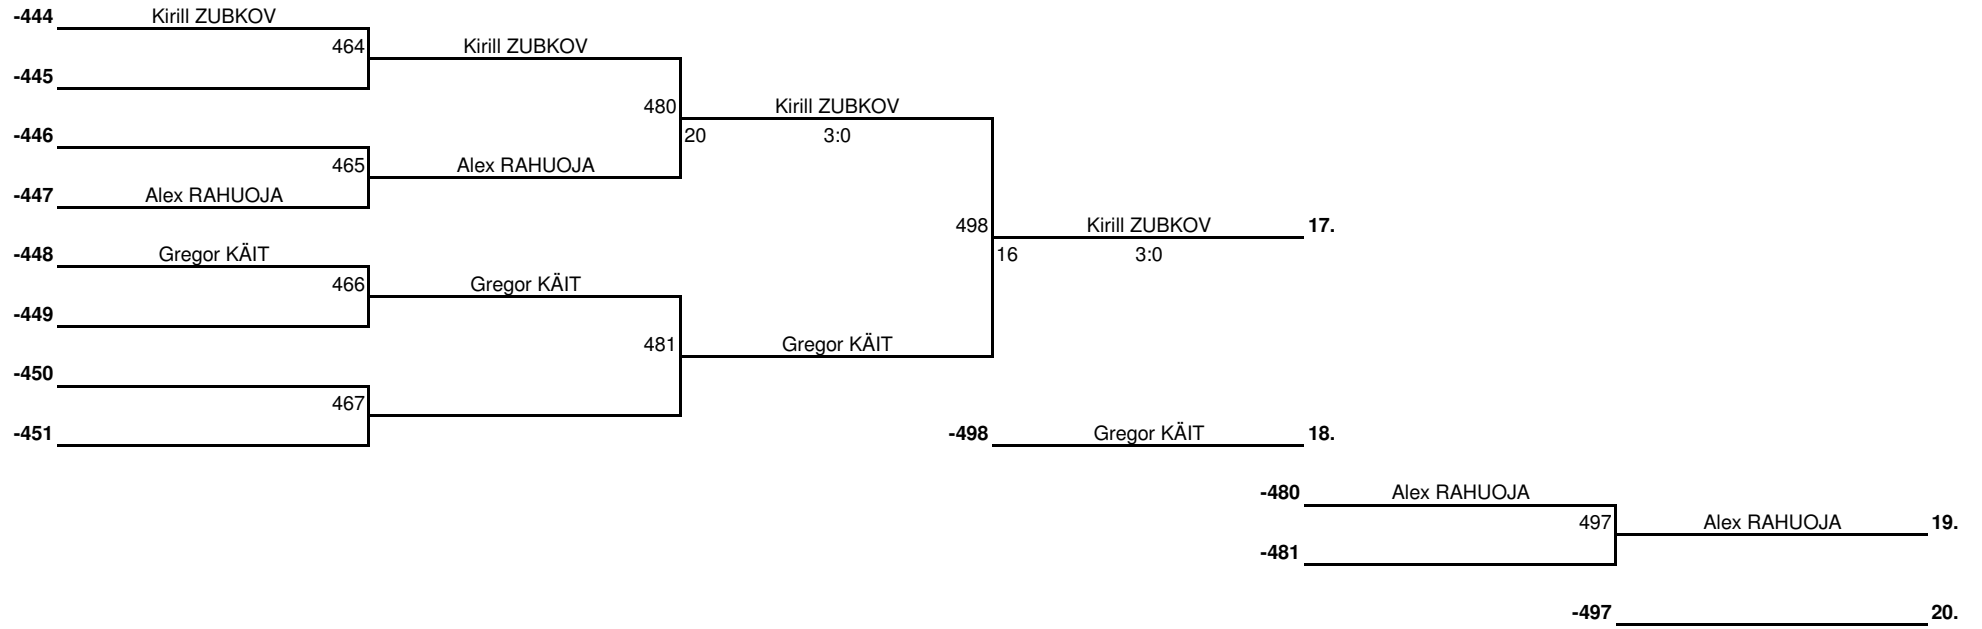 -444 Kirill ZUBKOV
464 Kirill ZUBKOV
-445
480 Kirill ZUBKOV
-446 20 3:0
465 Alex RAHUOJA
-447 Alex RAHUOJA
498 Kirill ZUBKOV 17.
-448 Gregor KÄIT 16 3:0
466 Gregor KÄIT
-449
481 Gregor KÄIT
-450
467
-451 -498 Gregor KÄIT 18.
-480 Alex RAHUOJA
497 Alex RAHUOJA 19.
-481
-497 20.